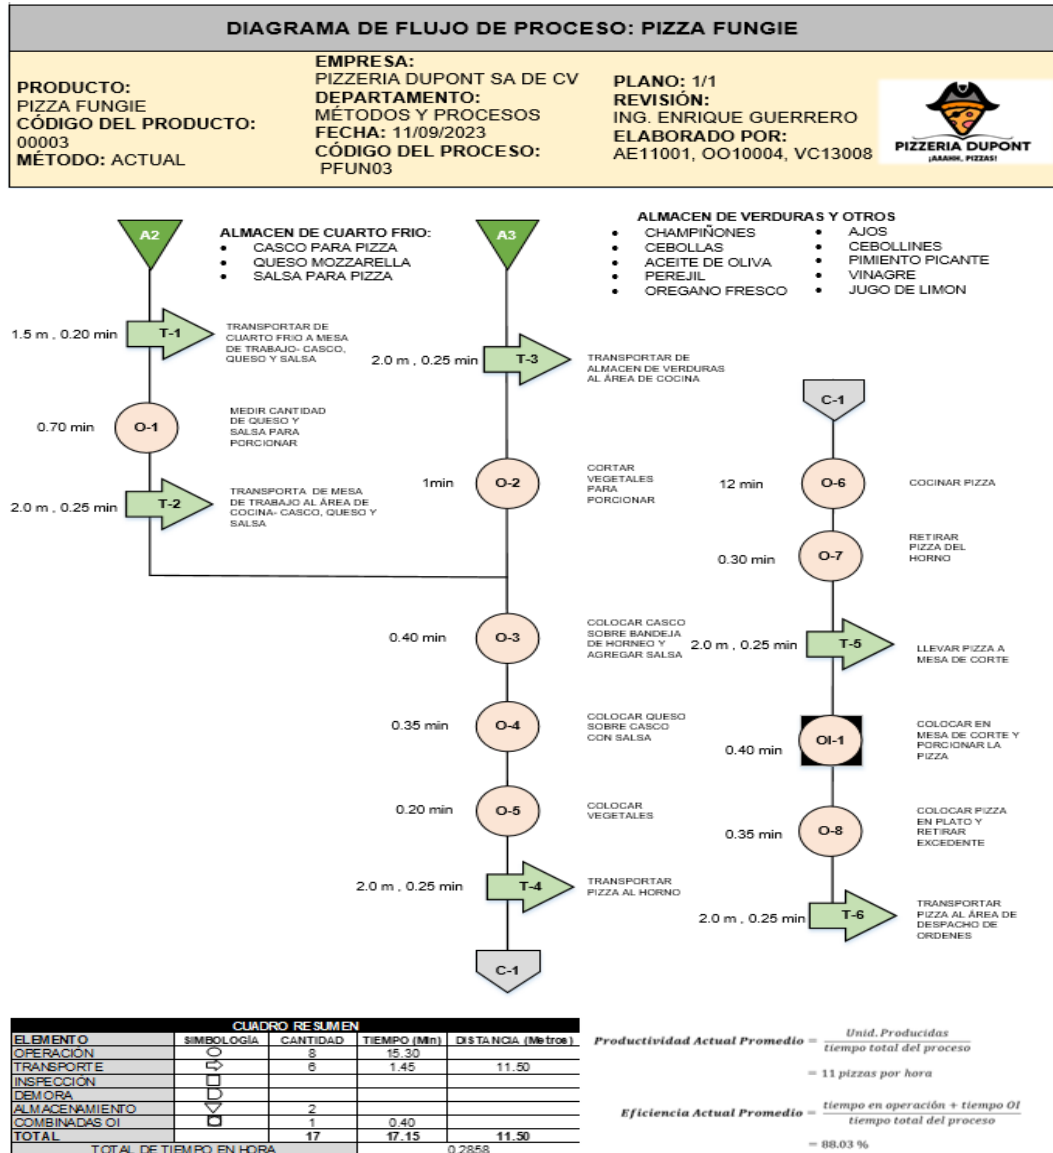 DIAGRAMA DE FLUJO DE PROCESO: PIZZA FUNGIE
PRODUCTO:
PIZZA FUNGIE
CÓDIGO DEL PRODUCTO:
00003
MÉTODO: ACTUAL
EMPRESA:
PIZZERIA DUPONT SA DE CV
DEPARTAMENTO:
MÉTODOS Y PROCESOS
FECHA: 11/09/2023
CÓDIGO DEL PROCESO:
PFUN03
PLANO: 1/1
REVISIÓN:
ING. ENRIQUE GUERRERO
ELABORADO POR:
AE11001, OO10004, VC13008
PIZZERIA DUPONT
¡AAAHH, PIZZAS!
A2
ALMACEN DE CUARTO FRIO:
• CASCO PARA PIZZA
• QUESO MOZZARELLA
• SALSA PARA PIZZA
1.5 m , 0.20 min
T-1
TRANSPORTAR DE
CUARTO FRIO A MESA
DE TRABAJO- CASCO,
QUESO Y SALSA
0.70 min
O-1
MEDIR CANTIDAD
DE QUESO Y
SALSA PARA
PORCIONAR
2.0 m , 0.25 min
T-2
TRANSPORTA DE MESA
DE TRABAJO AL ÁREA DE
COCINA- CASCO, QUESO Y
SALSA
A3
ALMACEN DE VERDURAS Y OTROS
• CHAMPIÑONES
• CEBOLLAS
• ACEITE DE OLIVA
• PEREJIL
• OREGANO FRESCO
• AJOS
• CEBOLLINES
• PIMIENTO PICANTE
• VINAGRE
• JUGO DE LIMON
2.0 m , 0.25 min
T-3
TRANSPORTAR DE
ALMACEN DE VERDURAS
AL ÁREA DE COCINA
1min
O-2
CORTAR
VEGETALES
PARA
PORCIONAR
0.40 min
O-3
COLOCAR CASCO
SOBRE BANDEJA
DE HORNEO Y
AGREGAR SALSA
0.35 min
O-4
COLOCAR QUESO
SOBRE CASCO
CON SALSA
0.20 min
O-5
COLOCAR
VEGETALES
2.0 m , 0.25 min
T-4
TRANSPORTAR
PIZZA AL HORNO
C-1
C-1
12 min
O-6
COCINAR PIZZA
0.30 min
O-7
RETIRAR
PIZZA DEL
HORNO
2.0 m , 0.25 min
T-5
LLEVAR PIZZA A
MESA DE CORTE
0.40 min
OI-1
COLOCAR EN
MESA DE CORTE Y
PORCIONAR LA
PIZZA
0.35 min
O-8
COLOCAR PIZZA
EN PLATO Y
RETIRAR
EXCEDENTE
2.0 m , 0.25 min
T-6
TRANSPORTAR
PIZZA AL ÁREA DE
DESPACHO DE
ORDENES
CUADRO RESUMEN
ELEMENTO SIMBOLOGÍA CANTIDAD TIEMPO (Min) DISTANCIA (Metros)
OPERACIÓN 8 15.30
TRANSPORTE 6 1.45 11.50
INSPECCIÓN
DEMORA
ALMACENAMIENTO 2
COMBINADAS OI 1 0.40
TOTAL 17 17.15 11.50
TOTAL DE TIEMPO EN HORA 0.2858
Productividad Actual Promedio = Unid. Producidas / tiempo total del proceso
= 11 pizzas por hora
Eficiencia Actual Promedio = tiempo en operación + tiempo OI / tiempo total del proceso
= 88.03 %